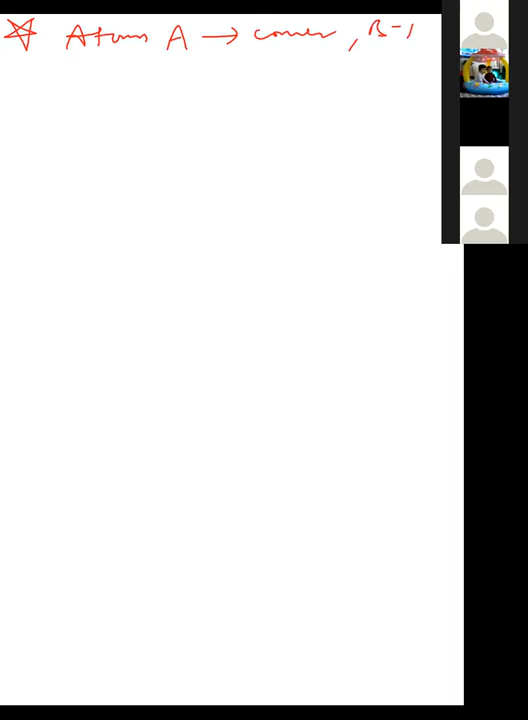 ☆ Atoms A → corner, B-